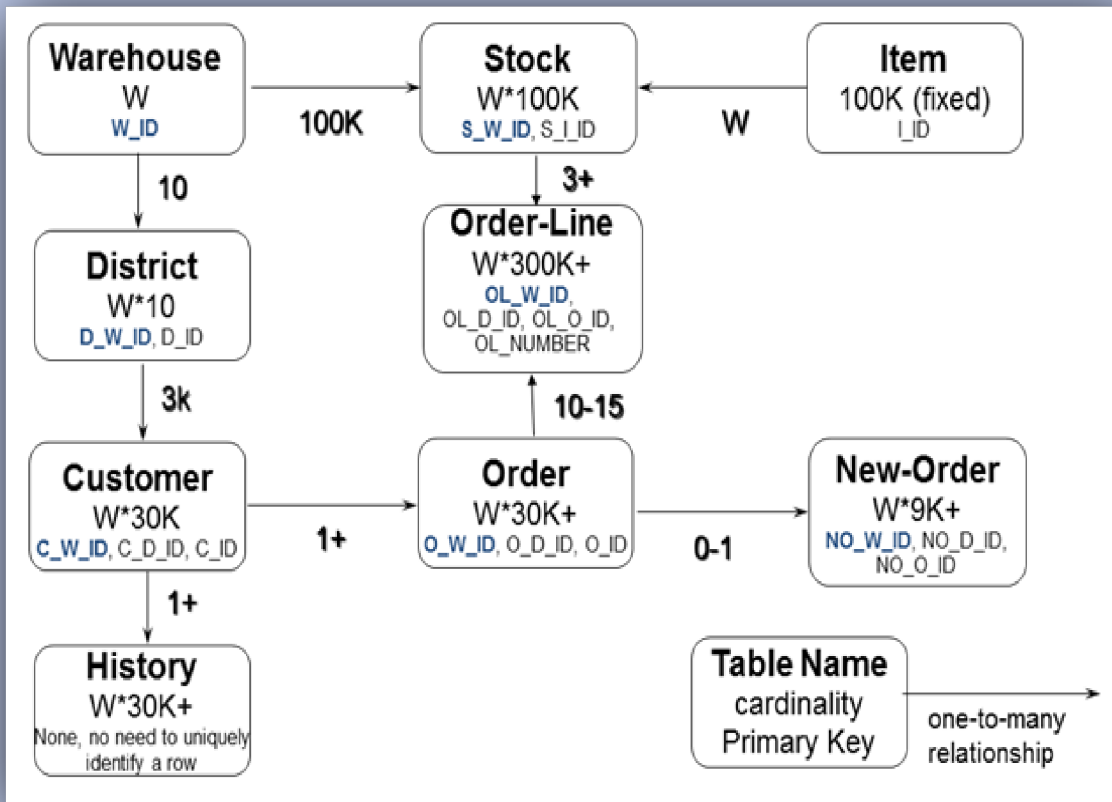 Warehouse
W
W_ID
100K
Stock
W*100K
S_W_ID, S_I_ID
W
Item
100K (fixed)
I_ID
10
3+
District
W*10
D_W_ID, D_ID
Order-Line
W*300K+
OL_W_ID,
OL_D_ID, OL_O_ID,
OL_NUMBER
3k
10-15
Customer
W*30K
C_W_ID, C_D_ID, C_ID
1+
Order
W*30K+
O_W_ID, O_D_ID, O_ID
0-1
New-Order
W*9K+
NO_W_ID, NO_D_ID,
NO_O_ID
1+
History
W*30K+
None, no need to uniquely
identify a row
Table Name
cardinality
Primary Key
one-to-many
relationship